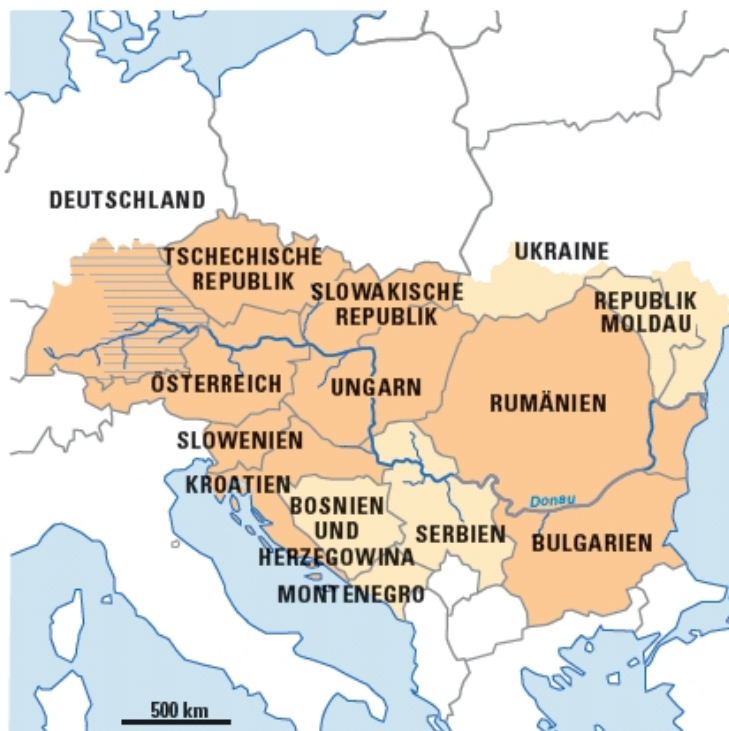 DEUTSCHLAND
UKRAINE
TSCHECHISCHE
REPUBLIK
SLOWAKISCHE
REPUBLIK
REPUBLIK
MOLDAU
ÖSTERREICH
UNGARN
RUMÄNIEN
SLOWENIEN
KROATIEN
BOSNIEN
UND
HERZEGOWINA
SERBIEN
Donau
BULGARIEN
MONTENEGRO
500 km